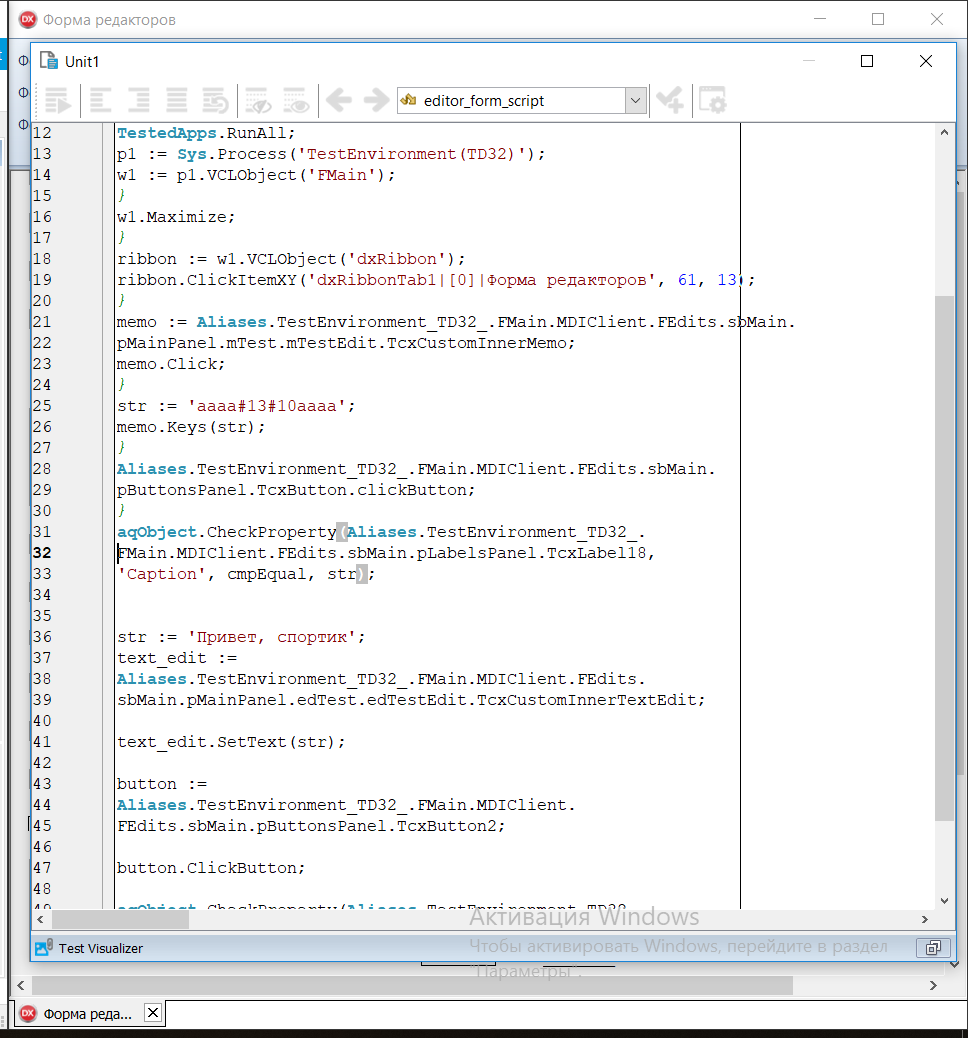 Форма редакторов
Unit1
editor_form_script
12 TestedApps.RunAll;
13 p1 := Sys.Process('TestEnvironment(TD32)');
14 w1 := p1.VCLObject('FMain');
15 }
16 w1.Maximize;
17 }
18 ribbon := w1.VCLObject('dxRibbon');
19 ribbon.ClickItemXY('dxRibbonTab1|[0]|Форма редакторов', 61, 13);
20 }
21 memo := Aliases.TestEnvironment_TD32_.FMain.MDIClient.FEdits.sbMain.
22 pMainPanel.mTest.mTestEdit.TcxCustomInnerMemo;
23 memo.Click;
24 }
25 str := 'aaaa#13#10aaaa';
26 memo.Keys(str);
27 }
28 Aliases.TestEnvironment_TD32_.FMain.MDIClient.FEdits.sbMain.
29 pButtonsPanel.TcxButton.clickButton;
30 }
31 aqObject.CheckProperty(Aliases.TestEnvironment_TD32_.
32 FMain.MDIClient.FEdits.sbMain.pLabelsPanel.TcxLabel18,
33 'Caption', cmpEqual, str);
34
35
36 str := 'Привет, спортик';
37 text_edit :=
38 Aliases.TestEnvironment_TD32_.FMain.MDIClient.FEdits.
39 sbMain.pMainPanel.edTest.edTestEdit.TcxCustomInnerTextEdit;
40
41 text_edit.SetText(str);
42
43 button :=
44 Aliases.TestEnvironment_TD32_.FMain.MDIClient.
45 FEdits.sbMain.pButtonsPanel.TcxButton2;
46
47 button.ClickButton;
48
49 aqObject.CheckProperty(Aliases.TestEnvironment_TD32_
Активация Windows
Test Visualizer
Чтобы активировать Windows, перейдите в раздел
"Параметры".
Форма реда...